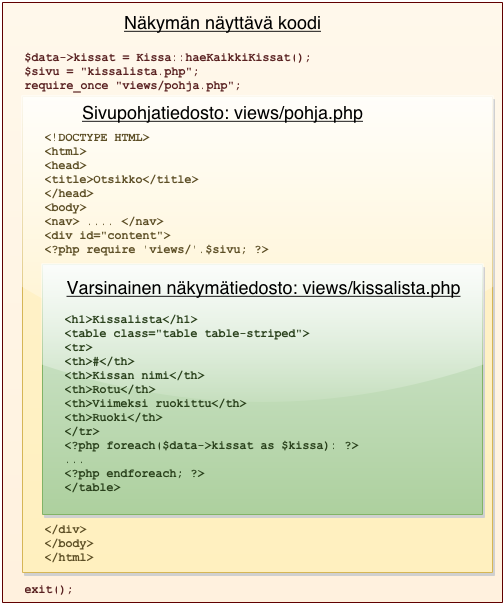 Näkymän näyttävä koodi
$data->kissat = Kissa::haeKaikkiKissat();
$sivu = "kissalista.php";
require_once "views/pohja.php";
Sivupohjatiedosto: views/pohja.php
<!DOCTYPE HTML>
<html>
<head>
<title>Otsikko</title>
</head>
<body>
<nav> .... </nav>
<div id="content">
<?php require 'views/'.$sivu; ?>
Varsinainen näkymätiedosto: views/kissalista.php
<h1>Kissalista</h1>
<table class="table table-striped">
<tr>
<th>#</th>
<th>Kissan nimi</th>
<th>Rotu</th>
<th>Viimeksi ruokittu</th>
<th>Ruoki</th>
</tr>
<?php foreach($data->kissat as $kissa): ?>
...
<?php endforeach; ?>
</table>
</div>
</body>
</html>
exit();